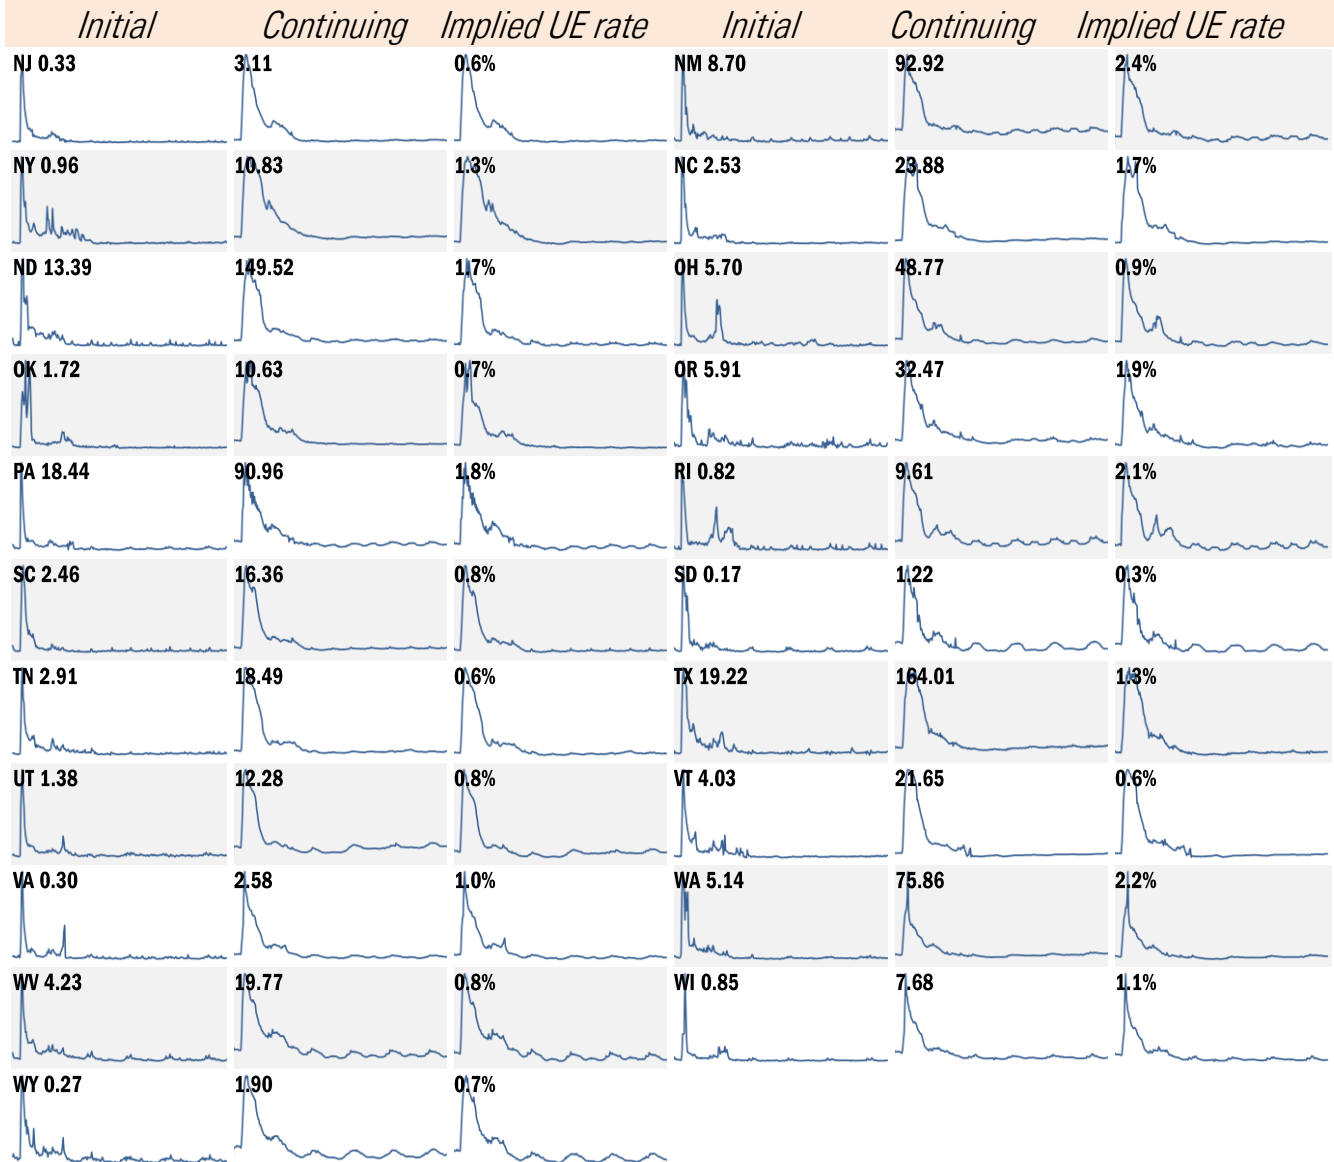 Initial Continuing Implied UE rate Initial Continuing Implied UE rate
NJ 0.33 3.11 0.6% NM 8.70 92.92 2.4%
NY 0.96 10.83 1.3% NC 2.53 23.88 1.7%
ND 13.39 149.52 1.7% OH 5.70 48.77 0.9%
OK 1.72 10.63 0.7% OR 5.91 32.47 1.9%
PA 18.44 90.96 1.8% RI 0.82 9.61 2.1%
SC 2.46 16.36 0.8% SD 0.17 1.22 0.3%
TN 2.91 18.49 0.6% TX 19.22 164.01 1.3%
UT 1.38 12.28 0.8% VT 4.03 21.65 0.6%
VA 0.30 2.58 1.0% WA 5.14 75.86 2.2%
WV 4.23 19.77 0.8% WI 0.85 7.68 1.1%
WY 0.27 1.90 0.7%